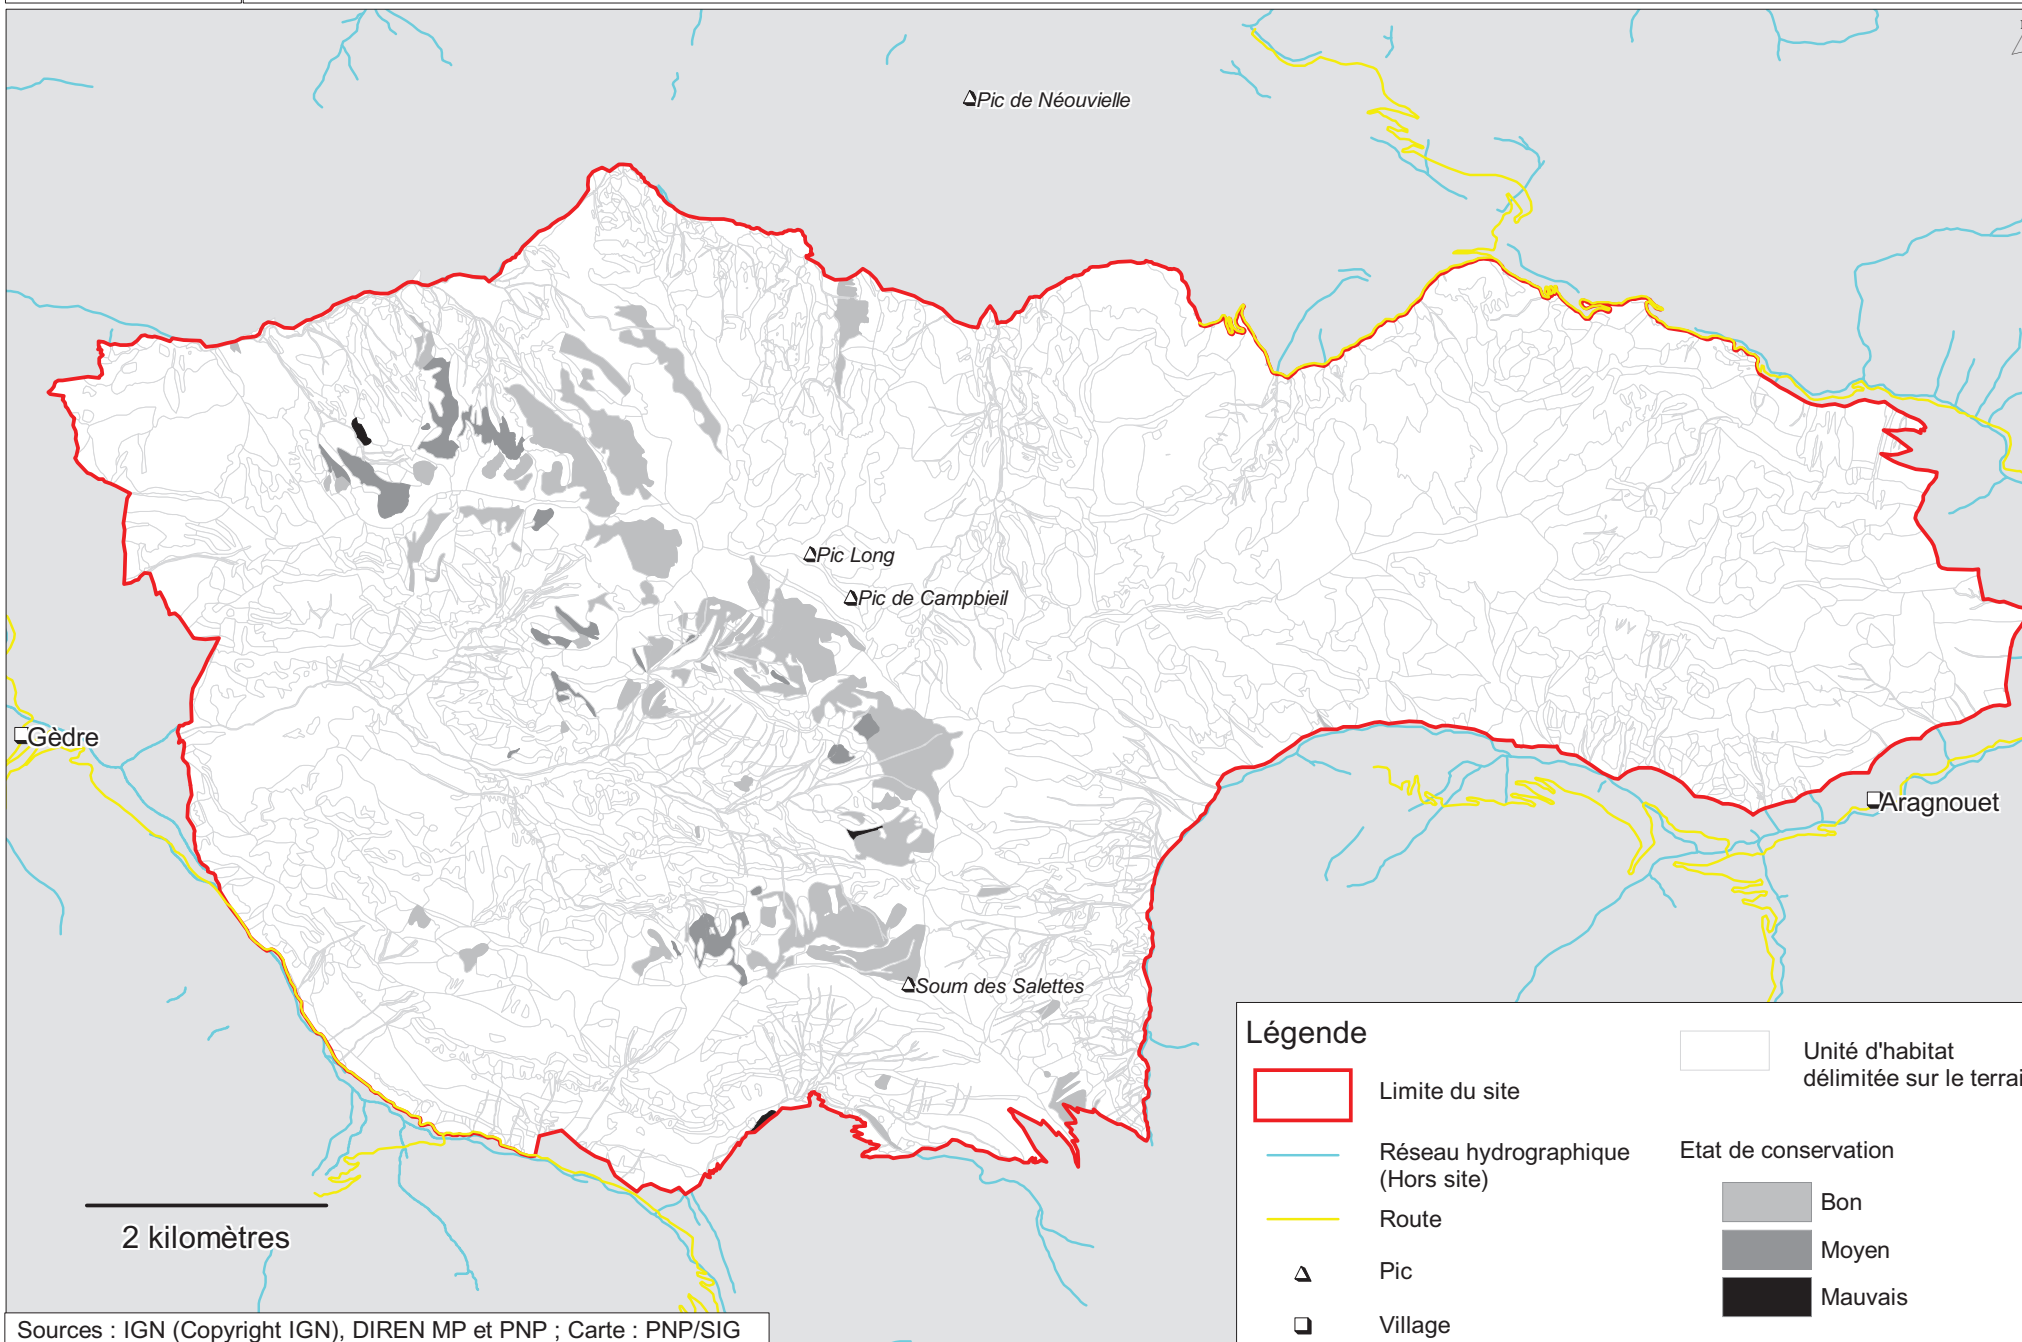 Pic de Néouvielle
Pic Long
Pic de Campbieil
Gèdre
Aragnouet
Soum des Salettes
Légende
Limite du site
Réseau hydrographique
(Hors site)
Route
Pic
Village
Unité d'habitat
délimitée sur le terrai
Etat de conservation
Bon
Moyen
Mauvais
2 kilomètres
Sources : IGN (Copyright IGN), DIREN MP et PNP ; Carte : PNP/SIG